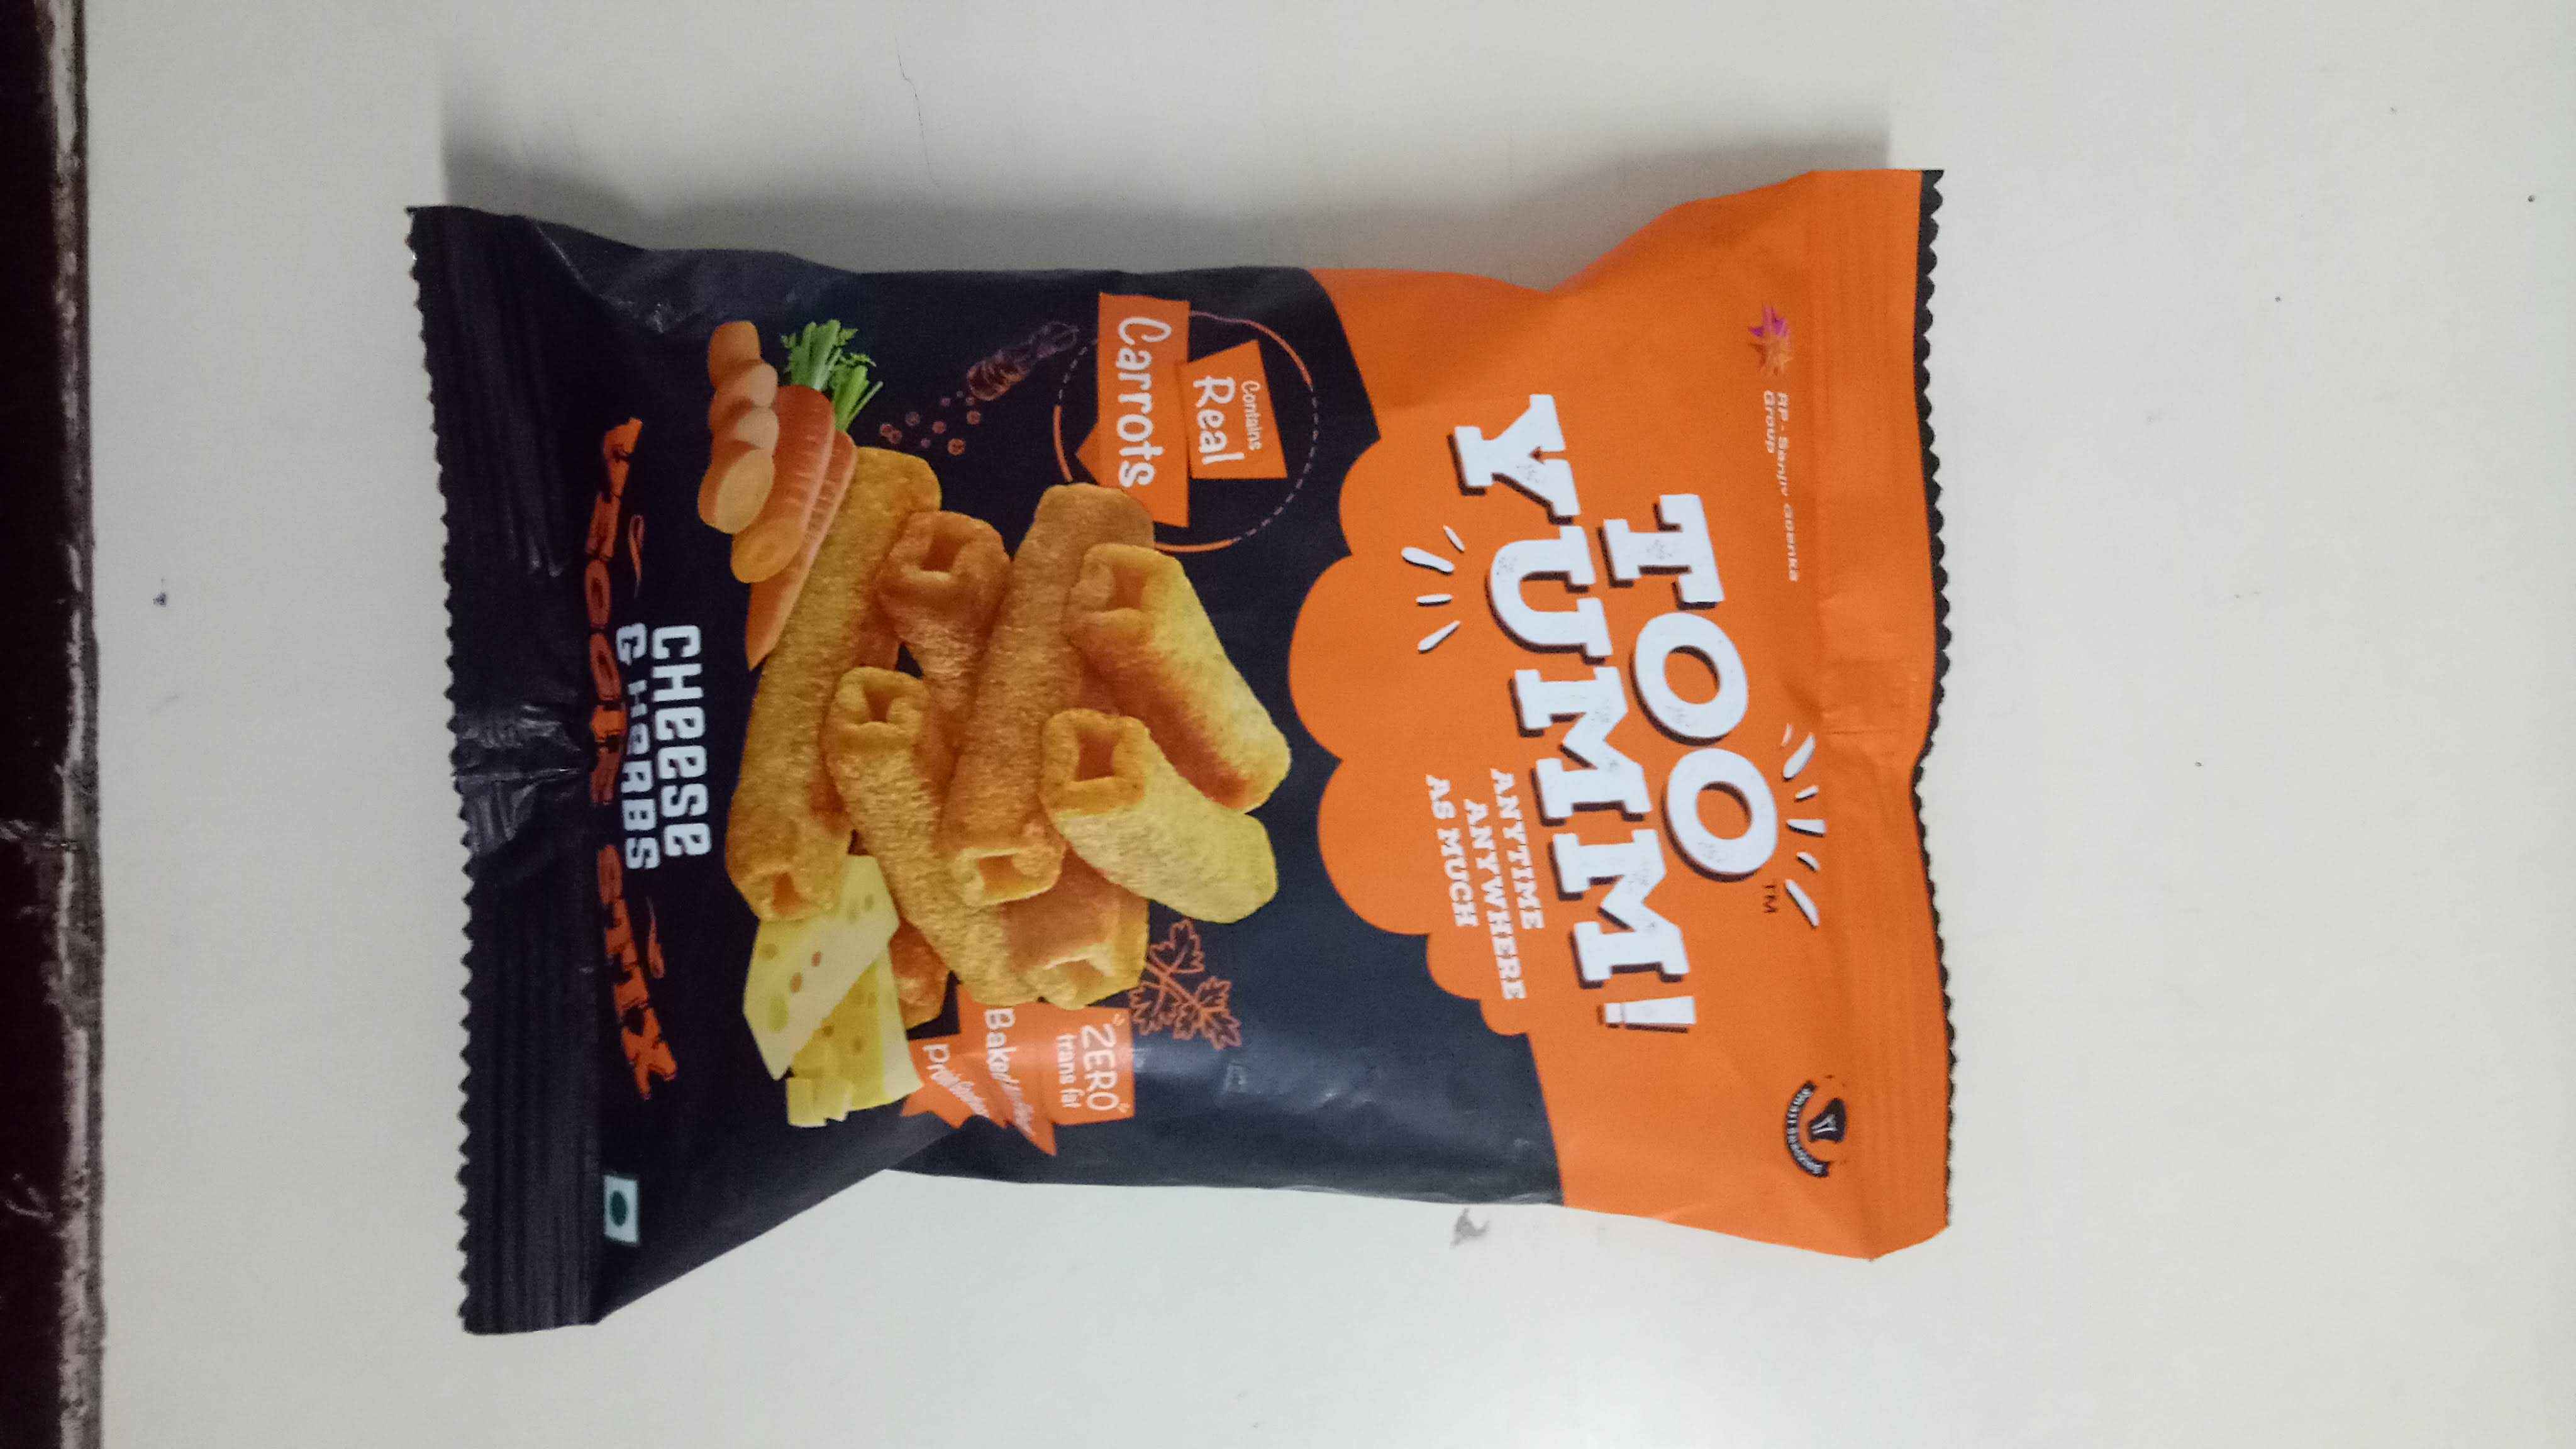 RP - Sanjiv Goenka
Group
TOO
YUMM!
TM
ANYTIME
ANYWHERE
AS MUCH
Contains
Real
Carrots
"ZERO"
trans fat
Baked
CHeese
& HeRBS
VEGGIE STIX